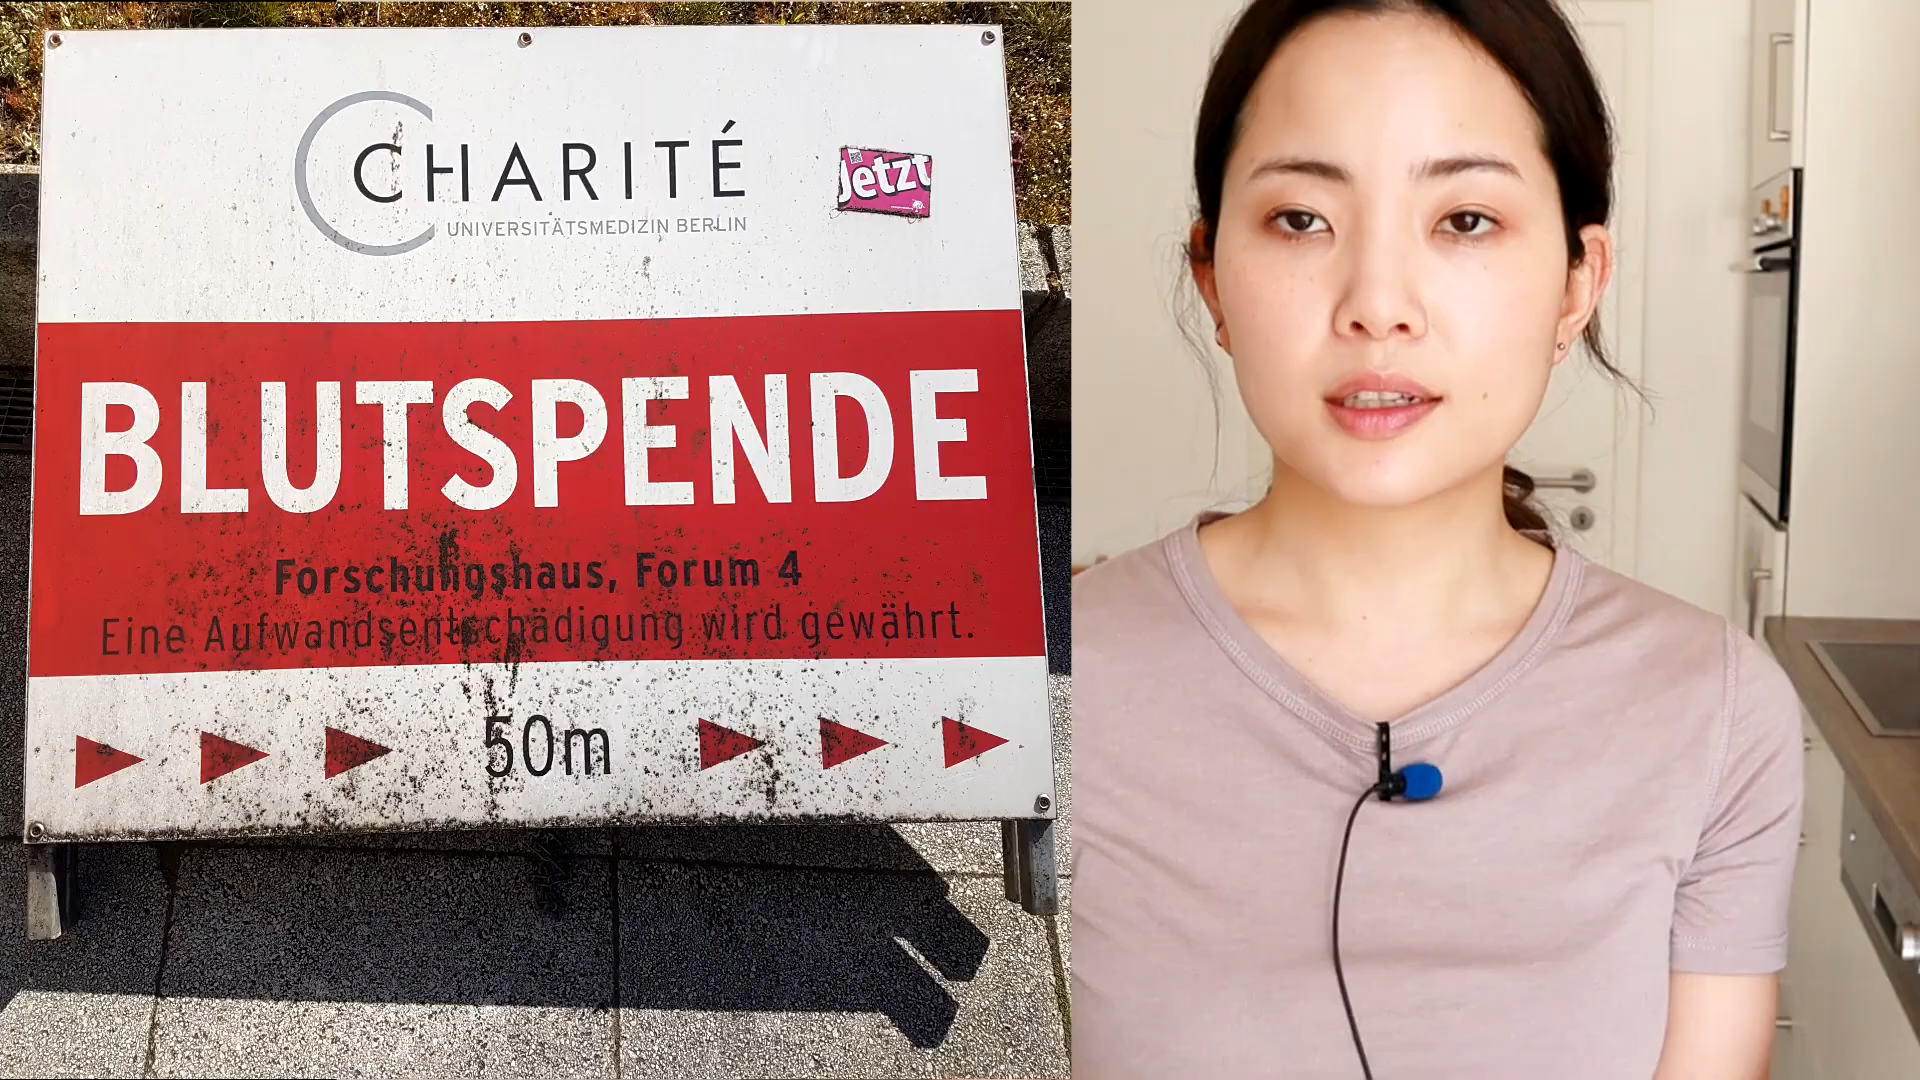 CHARITÉ
UNIVERSITÄTSMEDIZIN BERLIN
Jetzt
BLUTSPENDE
Forschungshaus, Forum 4
Eine Aufwandsentschädigung wird gewährt.
50m